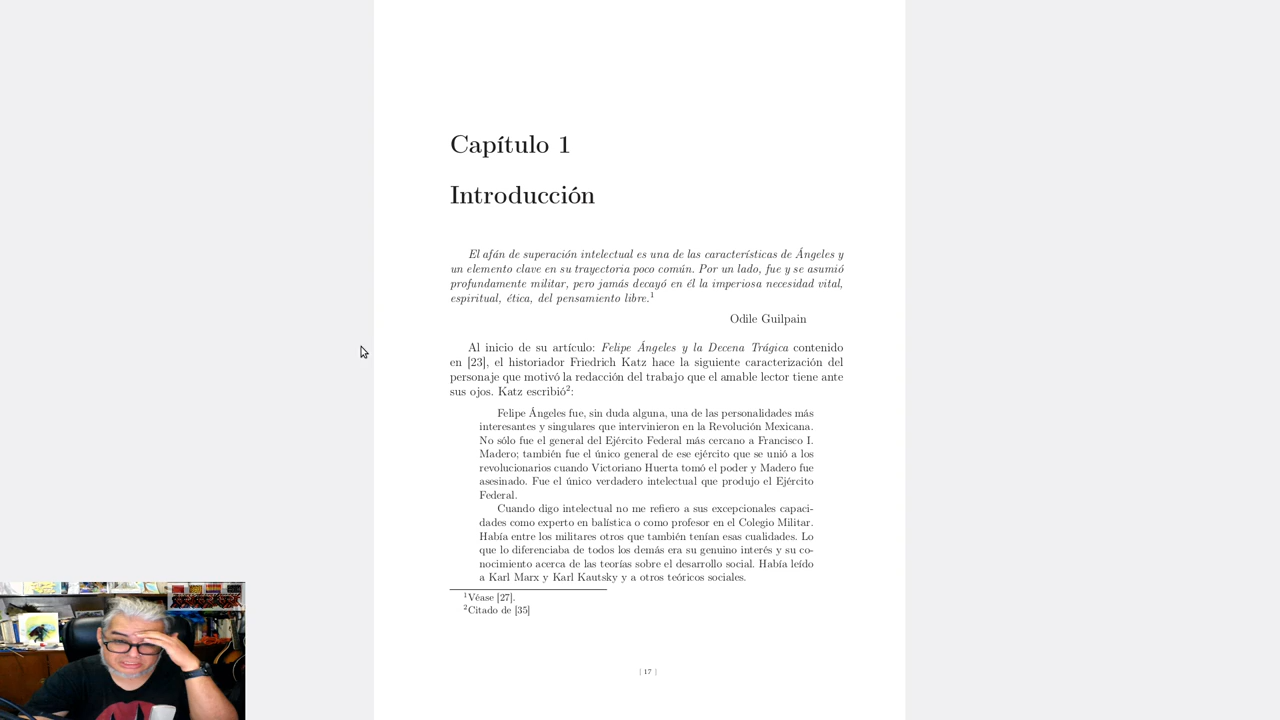 Capítulo 1
Introducción
El afán de superación intelectual es una de las características de Ángeles y
un elemento clave en su trayectoria poco común. Por un lado, fue y se asumió
profundamente militar, pero jamás decayó en él la imperiosa necesidad vital,
espiritual, ética, del pensamiento libre.1
Odile Guilpain
Al inicio de su artículo: Felipe Ángeles y la Decena Trágica contenido
en [23], el historiador Friedrich Katz hace la siguiente caracterización del
personaje que motivó la redacción del trabajo que el amable lector tiene ante
sus ojos. Katz escribió2:
Felipe Ángeles fue, sin duda alguna, una de las personalidades más
interesantes y singulares que intervinieron en la Revolución Mexicana.
No sólo fue el general del Ejército Federal más cercano a Francisco I.
Madero; también fue el único general de ese ejército que se unió a los
revolucionarios cuando Victoriano Huerta tomó el poder y Madero fue
asesinado. Fue el único verdadero intelectual que produjo el Ejército
Federal.
Cuando digo intelectual no me refiero a sus excepcionales capaci-
dades como experto en balística o como profesor en el Colegio Militar.
Había entre los militares otros que también tenían esas cualidades. Lo
que lo diferenciaba de todos los demás era su genuino interés y su co-
nocimiento acerca de las teorías sobre el desarrollo social. Había leído
a Karl Marx y Karl Kautsky y a otros teóricos sociales.
1Véase [27].
2Citado de [35]
| 17 |